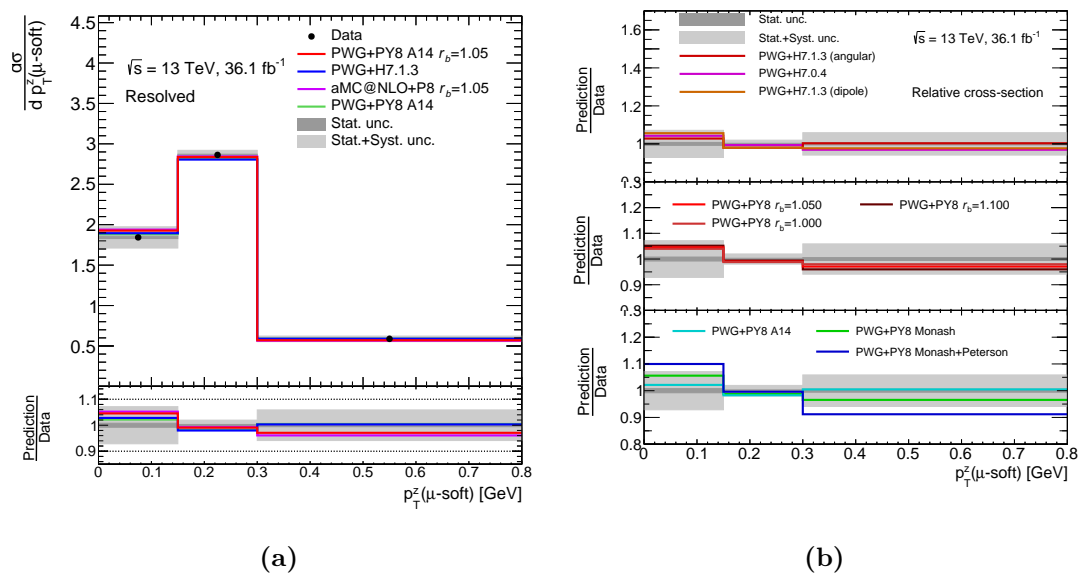 dσ
d p_T^z(μ-soft)
4.5
4
3.5
3
2.5
2
1.5
1
0.5
Data
PWG+PY8 A14 r_b=1.05
PWG+H7.1.3
aMC@NLO+P8 r_b=1.05
PWG+PY8 A14
Stat. unc.
Stat.+Syst. unc.
√s = 13 TeV, 36.1 fb⁻¹
Resolved
Prediction
Data
1.1
1
0.9
0 0.1 0.2 0.3 0.4 0.5 0.6 0.7 0.8
p_T^z(μ-soft) [GeV]
(a)
Stat. unc.
Stat.+Syst. unc.
PWG+H7.1.3 (angular)
PWG+H7.0.4
PWG+H7.1.3 (dipole)
√s = 13 TeV, 36.1 fb⁻¹
Relative cross-section
Prediction
Data
1.6
1.4
1.2
1
0.8
PWG+PY8 r_b=1.050
PWG+PY8 r_b=1.100
PWG+PY8 r_b=1.000
Prediction
Data
1.2
1.1
1
0.9
0.8
PWG+PY8 A14
PWG+PY8 Monash
PWG+PY8 Monash+Peterson
Prediction
Data
1.2
1.1
1
0.9
0.8
0 0.1 0.2 0.3 0.4 0.5 0.6 0.7 0.8
p_T^z(μ-soft) [GeV]
(b)